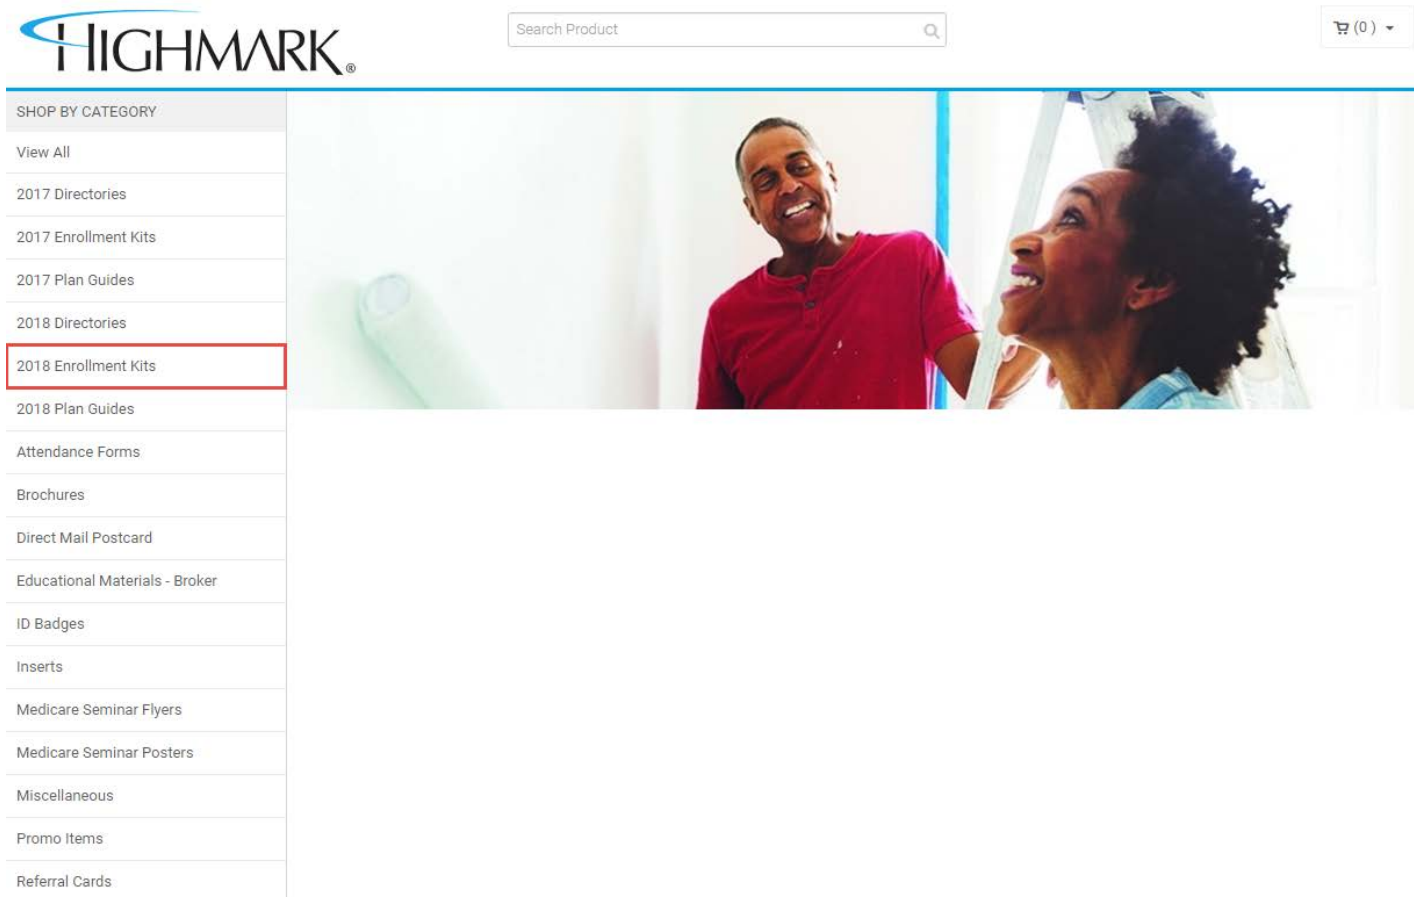 HIGHMARK®
Search Product
(0)
SHOP BY CATEGORY
View All
2017 Directories
2017 Enrollment Kits
2017 Plan Guides
2018 Directories
2018 Enrollment Kits
2018 Plan Guides
Attendance Forms
Brochures
Direct Mail Postcard
Educational Materials - Broker
ID Badges
Inserts
Medicare Seminar Flyers
Medicare Seminar Posters
Miscellaneous
Promo Items
Referral Cards